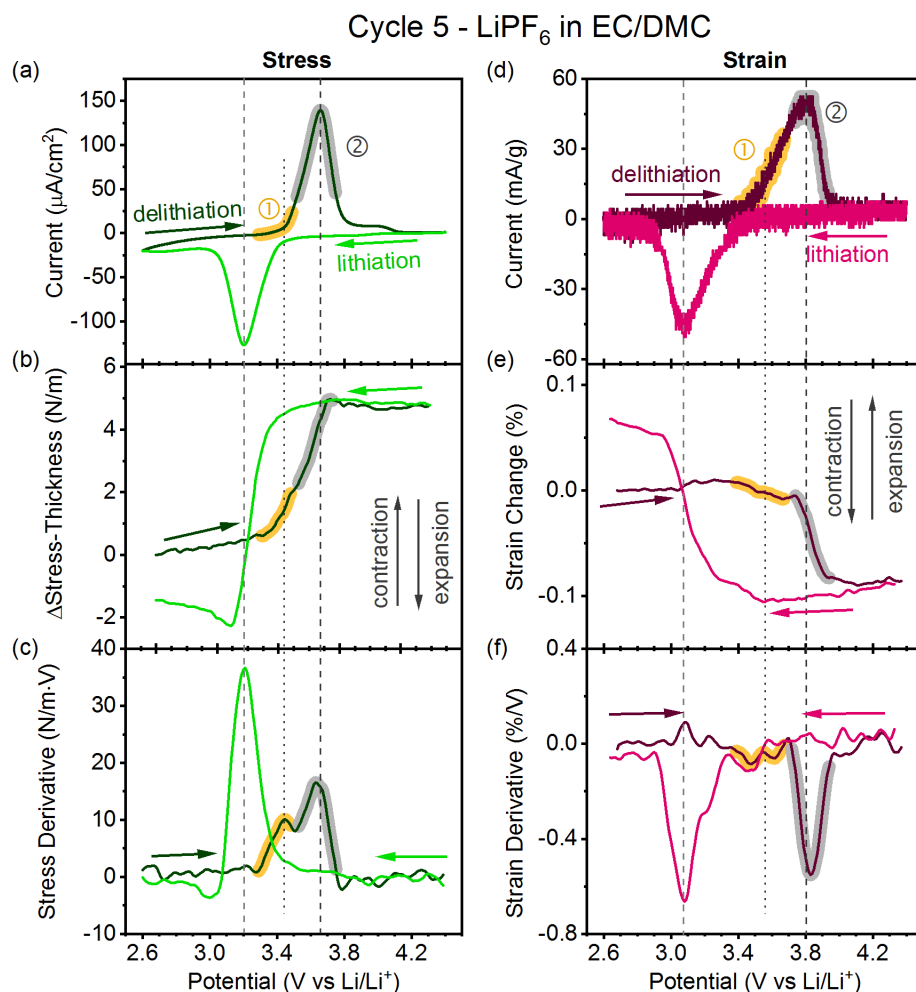 Cycle 5 - LiPF6 in EC/DMC
Stress
(a)
150
100
50
0
-50
-100
Current (µA/cm²)
delithiation
①
②
lithiation
(b)
6
4
2
0
-2
ΔStress-Thickness (N/m)
contraction
expansion
(c)
40
30
20
10
0
-10
Stress Derivative (N/m·V)
2.6 3.0 3.4 3.8 4.2
Potential (V vs Li/Li⁺)
Strain
(d)
60
30
0
-30
-60
Current (mA/g)
delithiation
①
②
lithiation
(e)
0.1
0.0
-0.1
Strain Change (%)
contraction
expansion
(f)
0.4
0.0
-0.4
-0.8
Strain Derivative (%/V)
2.6 3.0 3.4 3.8 4.2
Potential (V vs Li/Li⁺)